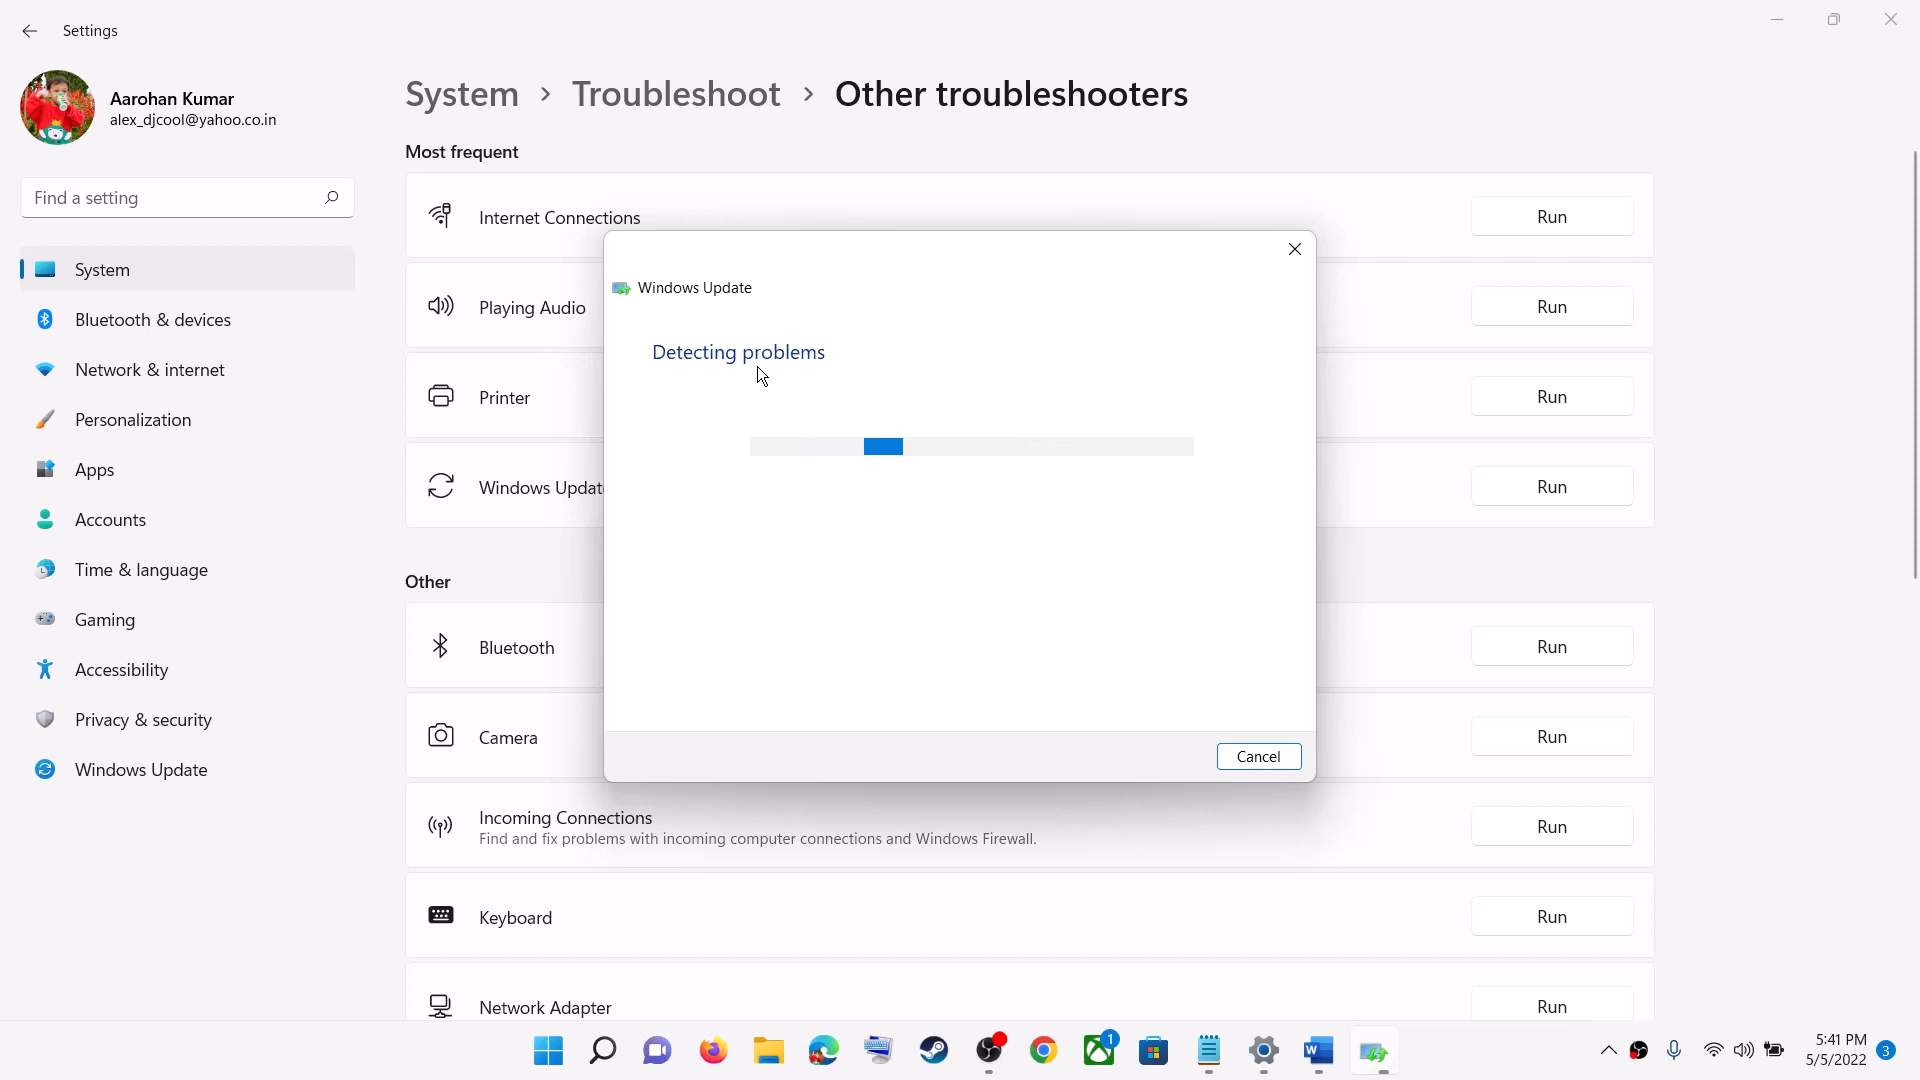 Settings
Aarohan Kumar
alex_djcool@yahoo.co.in
Find a setting
System
Bluetooth & devices
Network & internet
Personalization
Apps
Accounts
Time & language
Gaming
Accessibility
Privacy & security
Windows Update
System > Troubleshoot > Other troubleshooters
Most frequent
Internet Connections Run
Playing Audio Run
Printer Run
Windows Updat Run
Windows Update
Detecting problems
Cancel
Other
Bluetooth Run
Camera Run
Incoming Connections
Find and fix problems with incoming computer connections and Windows Firewall.
Run
Keyboard Run
Network Adapter Run
1
5:41 PM
5/5/2022
3